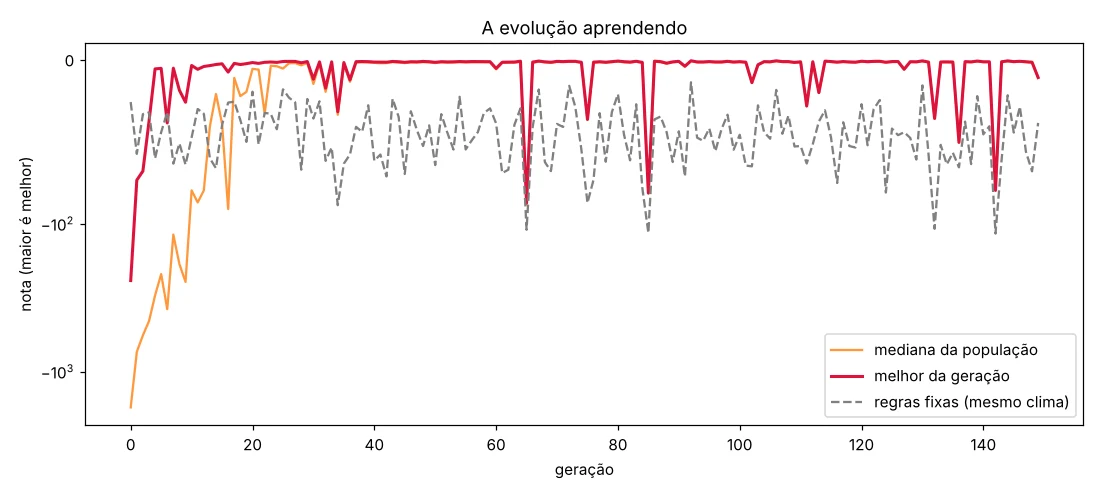 A evolução aprendendo
nota (maior é melhor)
0
−10²
−10³
mediana da população
melhor da geração
regras fixas (mesmo clima)
0 20 40 60 80 100 120 140
geração